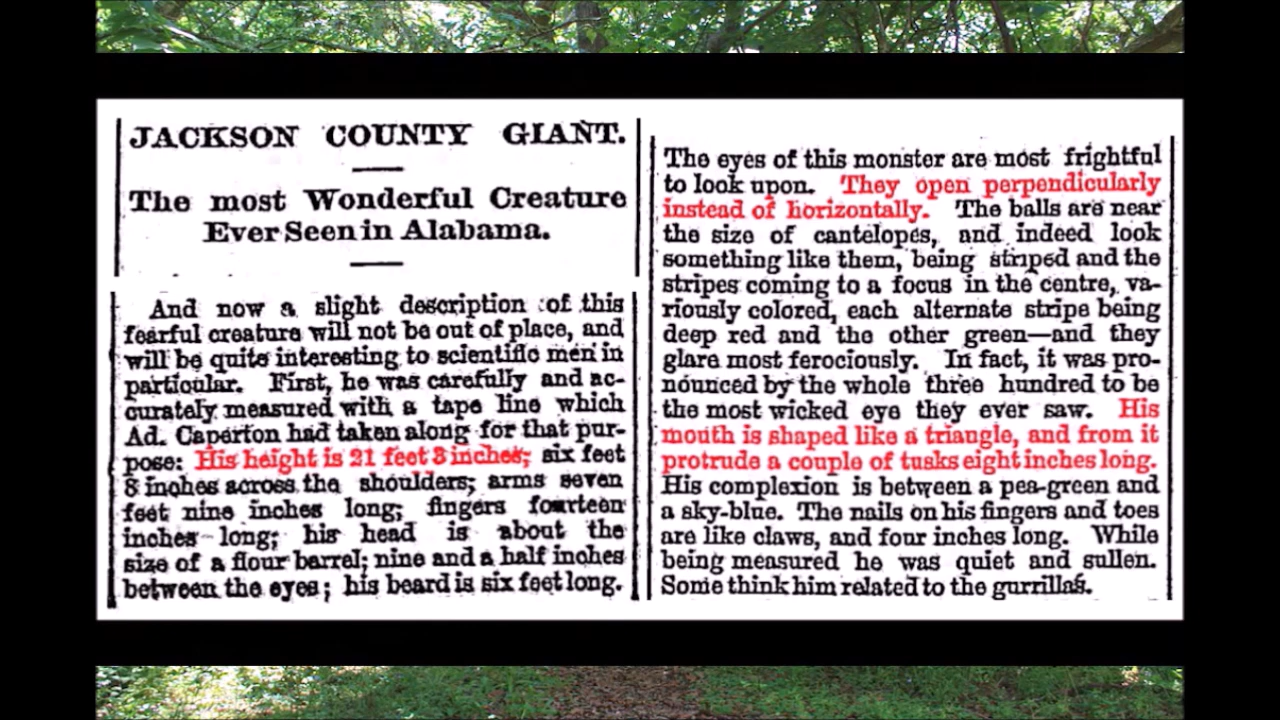 JACKSON COUNTY GIANT.
The most Wonderful Creature
Ever Seen in Alabama.
And now a slight description of this
fearful creature will not be out of place, and
will be quite interesting to scientific men in
particular. First, he was carefully and ac-
curately measured with a tape line which
Ad. Caperton had taken along for that pur-
pose: His height is 21 feet 8 inches; six feet
8 inches across the shoulders; arms seven
feet nine inches long; fingers fourteen
inches long; his head is about the
size of a flour barrel; nine and a half inches
between the eyes; his beard is six feet long.
The eyes of this monster are most frightful
to look upon. They open perpendicularly
instead of horizontally. The balls are near
the size of cantelopes, and indeed look
something like them, being striped and the
stripes coming to a focus in the centre, va-
riously colored, each alternate stripe being
deep red and the other green—and they
glare most ferociously. In fact, it was pro-
nounced by the whole three hundred to be
the most wicked eye they ever saw. His
mouth is shaped like a triangle, and from it
protrude a couple of tusks eight inches long.
His complexion is between a pea-green and
a sky-blue. The nails on his fingers and toes
are like claws, and four inches long. While
being measured he was quiet and sullen.
Some think him related to the gurrillas.